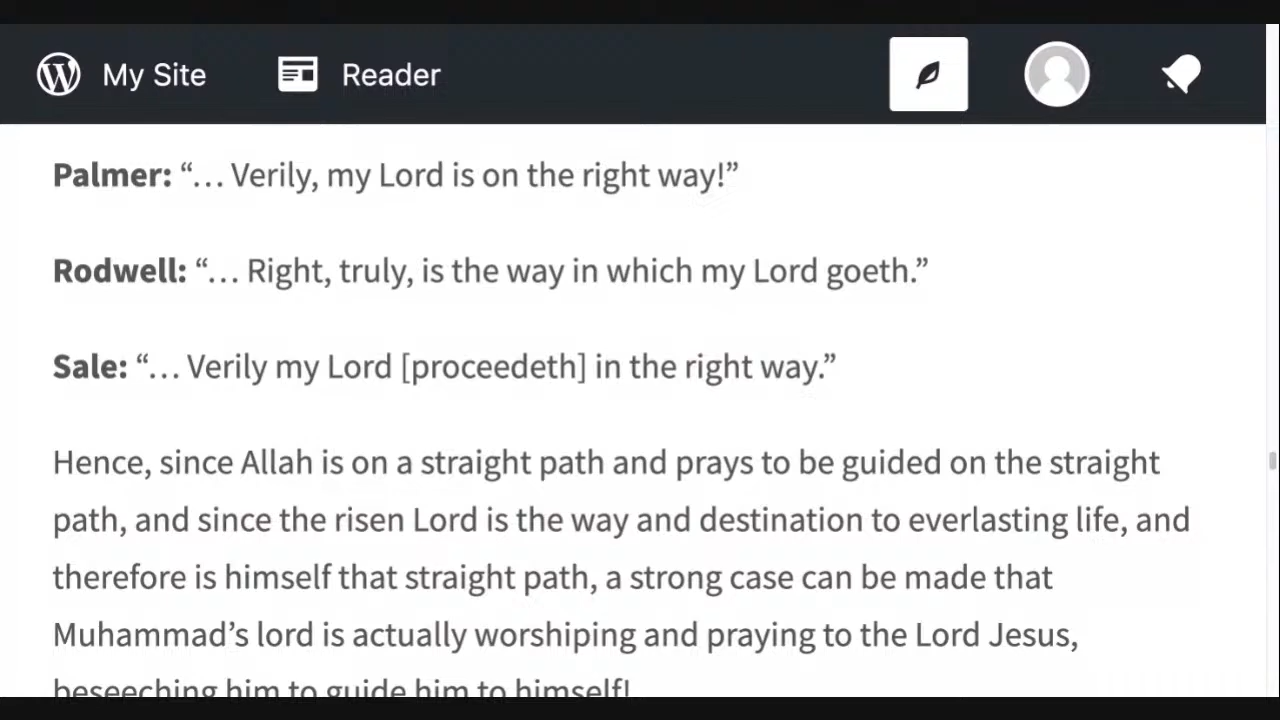 My Site
Reader
Palmer: “… Verily, my Lord is on the right way!”
Rodwell: “… Right, truly, is the way in which my Lord goeth.”
Sale: “… Verily my Lord [proceedeth] in the right way.”
Hence, since Allah is on a straight path and prays to be guided on the straight
path, and since the risen Lord is the way and destination to everlasting life, and
therefore is himself that straight path, a strong case can be made that
Muhammad’s lord is actually worshiping and praying to the Lord Jesus,
beseeching him to guide him to himself!